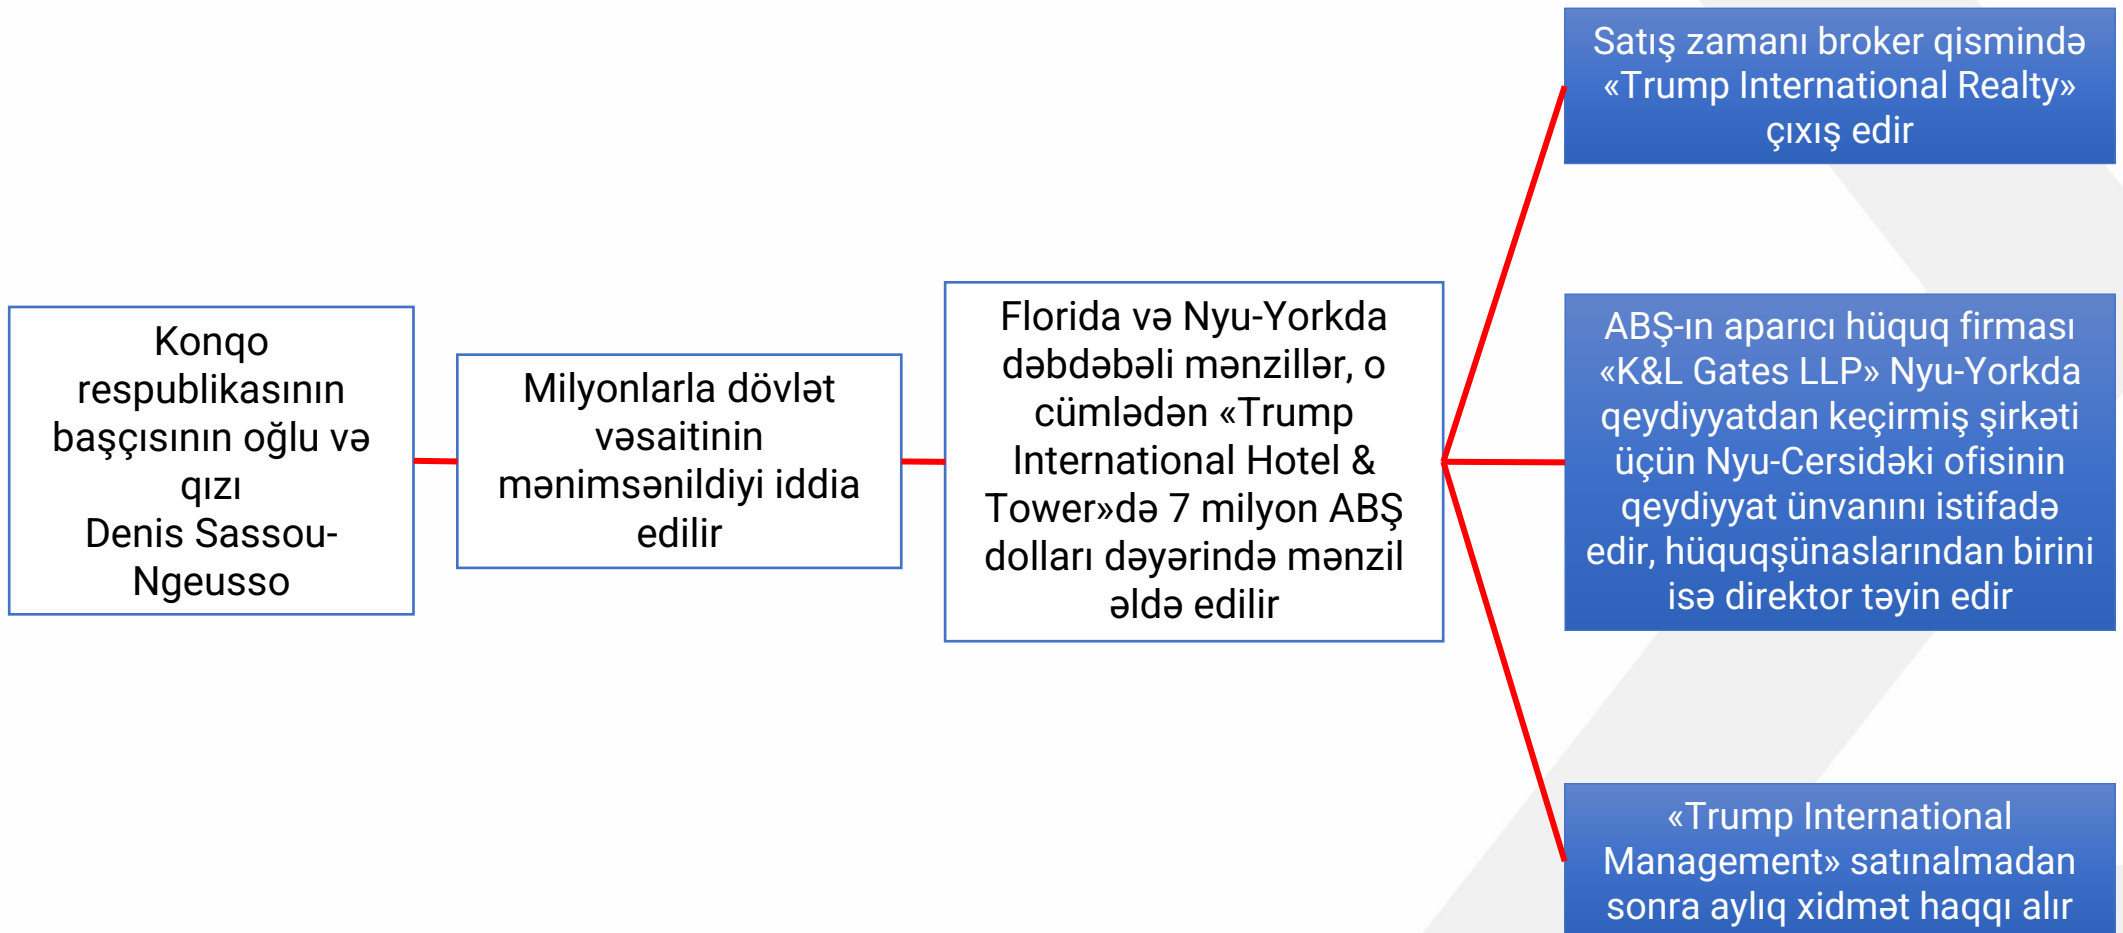 Konqo
respublikasının
başçısının oğlu və
qızı
Denis Sassou-
Ngeusso
Milyonlarla dövlət
vəsaitinin
mənimsənildiyi iddia
edilir
Florida və Nyu-Yorkda
dəbdəbəli mənzillər, o
cümlədən «Trump
International Hotel &
Tower»də 7 milyon ABŞ
dolları dəyərində mənzil
əldə edilir
Satış zamanı broker qismində
«Trump International Realty»
çıxış edir
ABŞ-ın aparıcı hüquq firması
«K&L Gates LLP» Nyu-Yorkda
qeydiyyatdan keçirmiş şirkəti
üçün Nyu-Cersidəki ofisinin
qeydiyyat ünvanını istifadə
edir, hüquqşünaslarından birini
isə direktor təyin edir
«Trump International
Management» satınalmadan
sonra aylıq xidmət haqqı alır